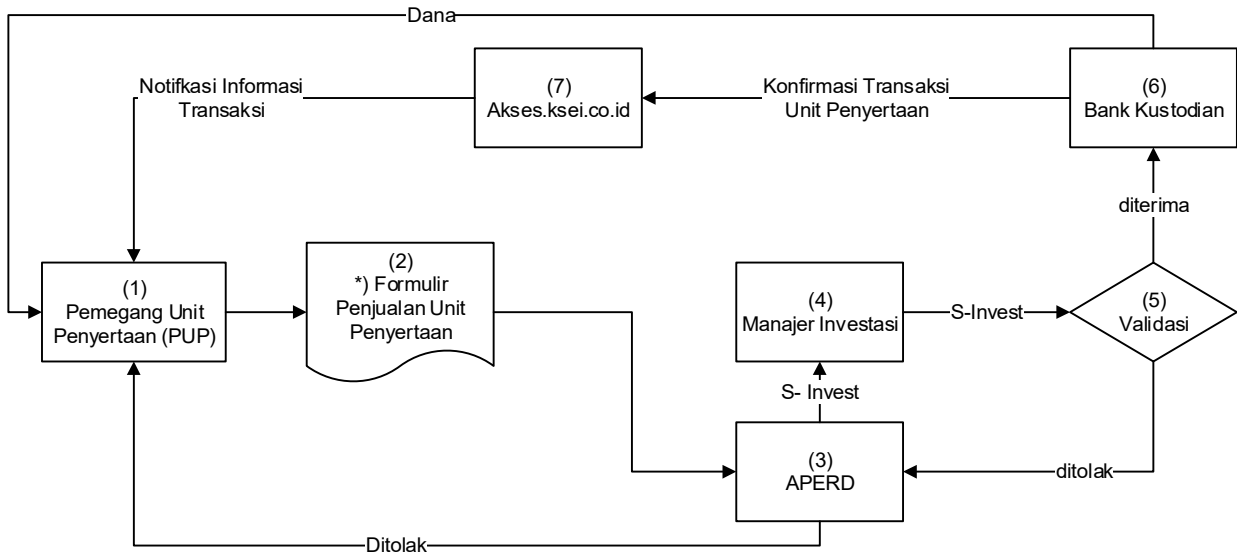 Dana
Notifkasi Informasi
Transaksi
(7)
Akses.ksei.co.id
Konfirmasi Transaksi
Unit Penyertaan
(6)
Bank Kustodian
diterima
(1)
Pemegang Unit
Penyertaan (PUP)
(2)
*) Formulir
Penjualan Unit
Penyertaan
(4)
Manajer Investasi
S-Invest
(5)
Validasi
S- Invest
(3)
APERD
ditolak
Ditolak